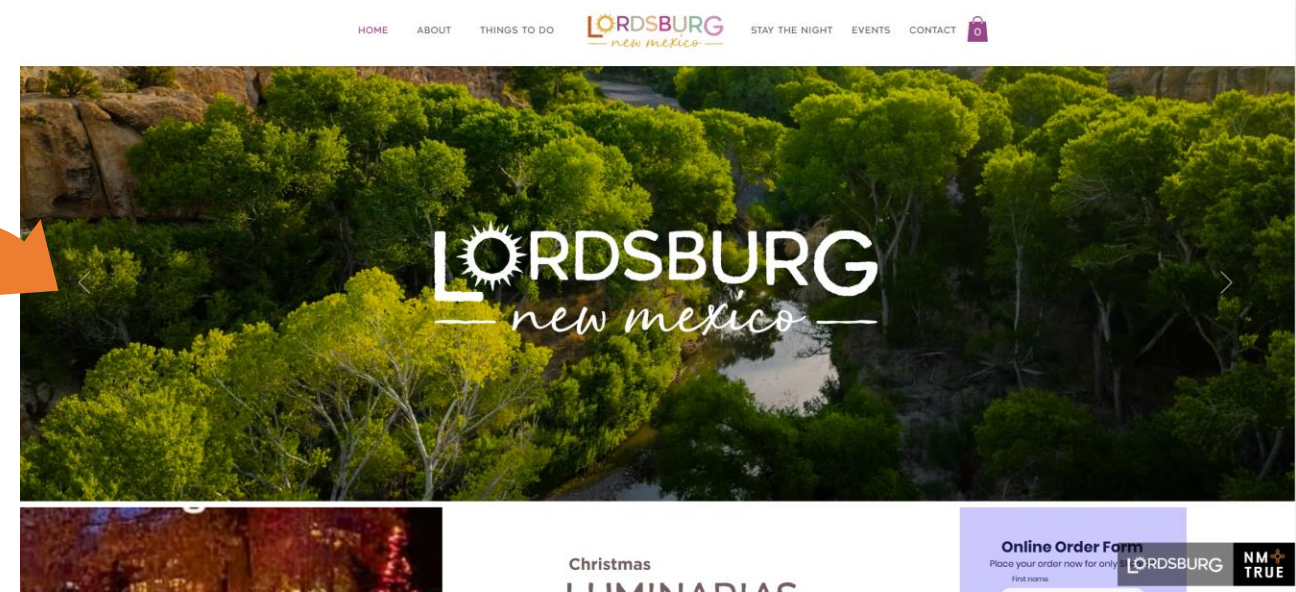 HOME ABOUT THINGS TO DO LORDSBURG STAY THE NIGHT EVENTS CONTACT 0
new mexico
LORDSBURG
new mexico
Christmas
LUMINARIAS
Online Order Form
Place your order now for only
First name
LORDSBURG
NM
TRUE